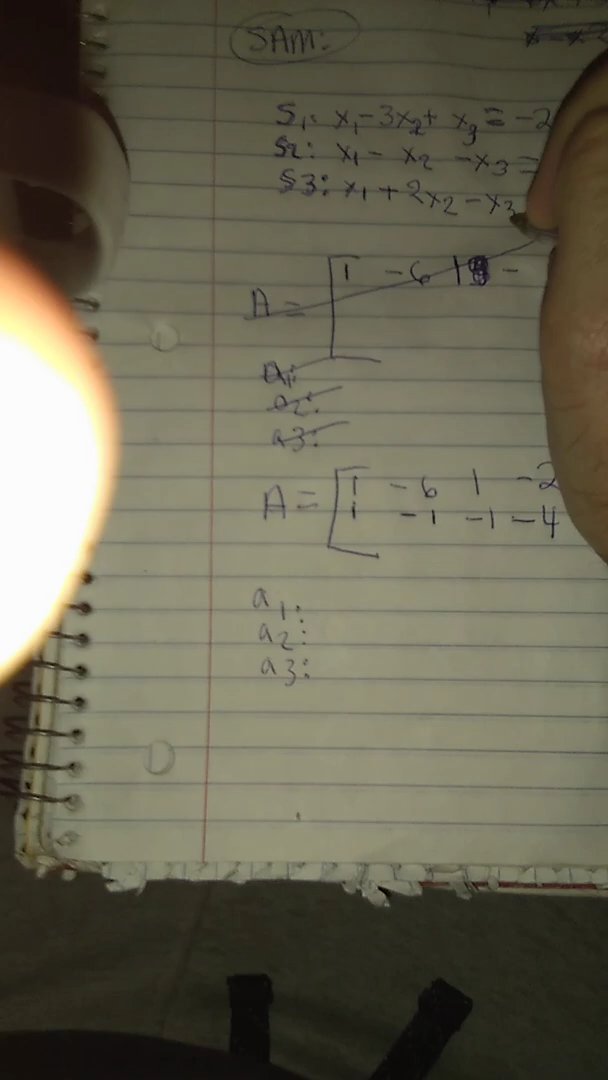 SAM:
S1: x1 - 3x2 + x3 = -2
S2: x1 - x2 - x3 =
S3: x1 + 2x2 - x3
A = [1 -6 1 -
a1:
a2:
a3:
A = [1 -6 1 -2
1 -1 -1 -4
a1:
a2:
a3: